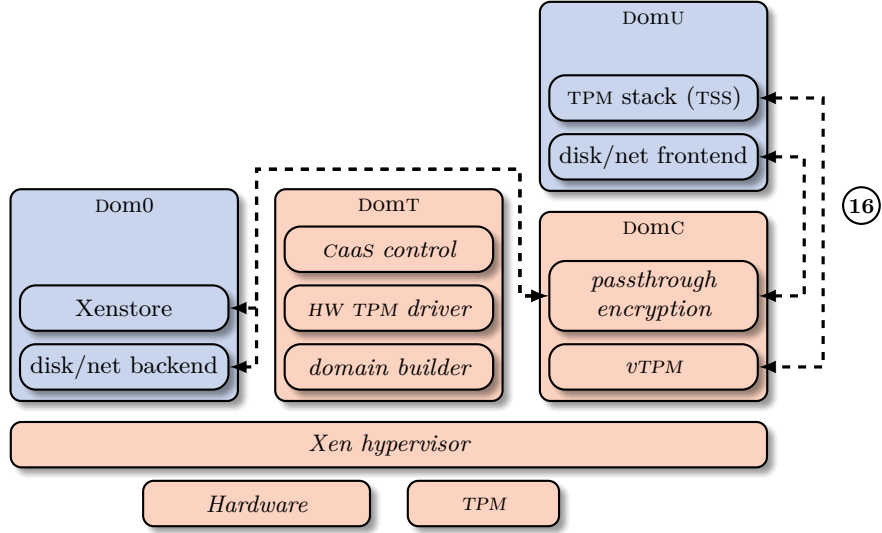 DomU
TPM stack (TSS)
disk/net frontend
16
Dom0
Xenstore
disk/net backend
DomT
CaaS control
HW TPM driver
domain builder
DomC
passthrough
encryption
vTPM
Xen hypervisor
Hardware
TPM